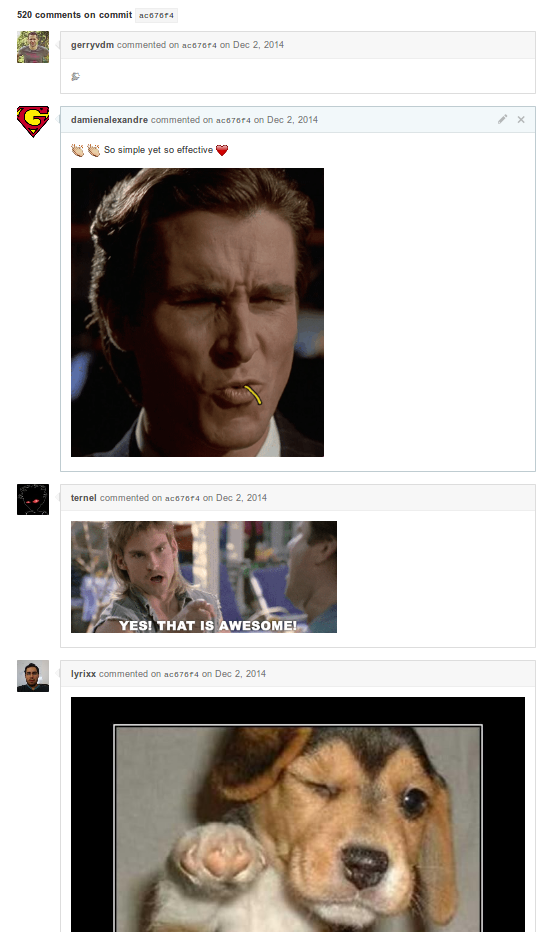 520 comments on commit ac676f4
gerryvdm commented on ac676f4 on Dec 2, 2014
damienalexandre commented on ac676f4 on Dec 2, 2014
👏 👏 So simple yet so effective ❤️
ternel commented on ac676f4 on Dec 2, 2014
YES! THAT IS AWESOME!
lyrixx commented on ac676f4 on Dec 2, 2014